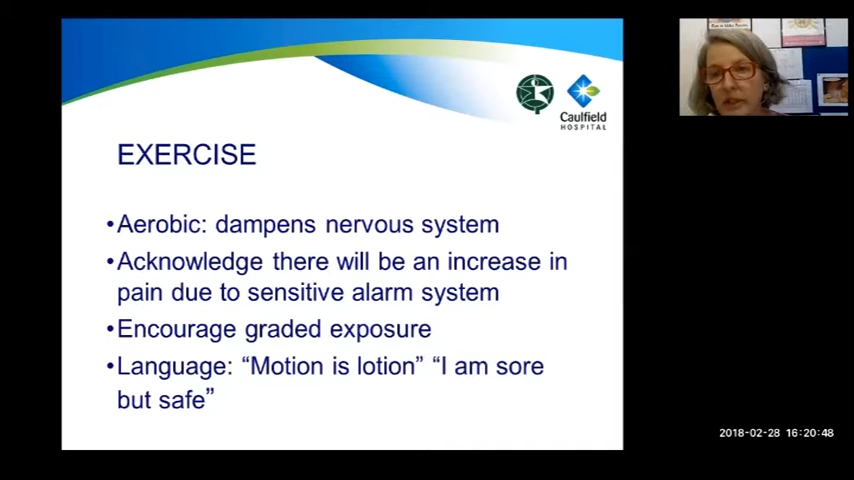 Caulfield
HOSPITAL
EXERCISE
•Aerobic: dampens nervous system
•Acknowledge there will be an increase in
pain due to sensitive alarm system
•Encourage graded exposure
•Language: “Motion is lotion” “I am sore
but safe”
2018-02-28 16:20:48